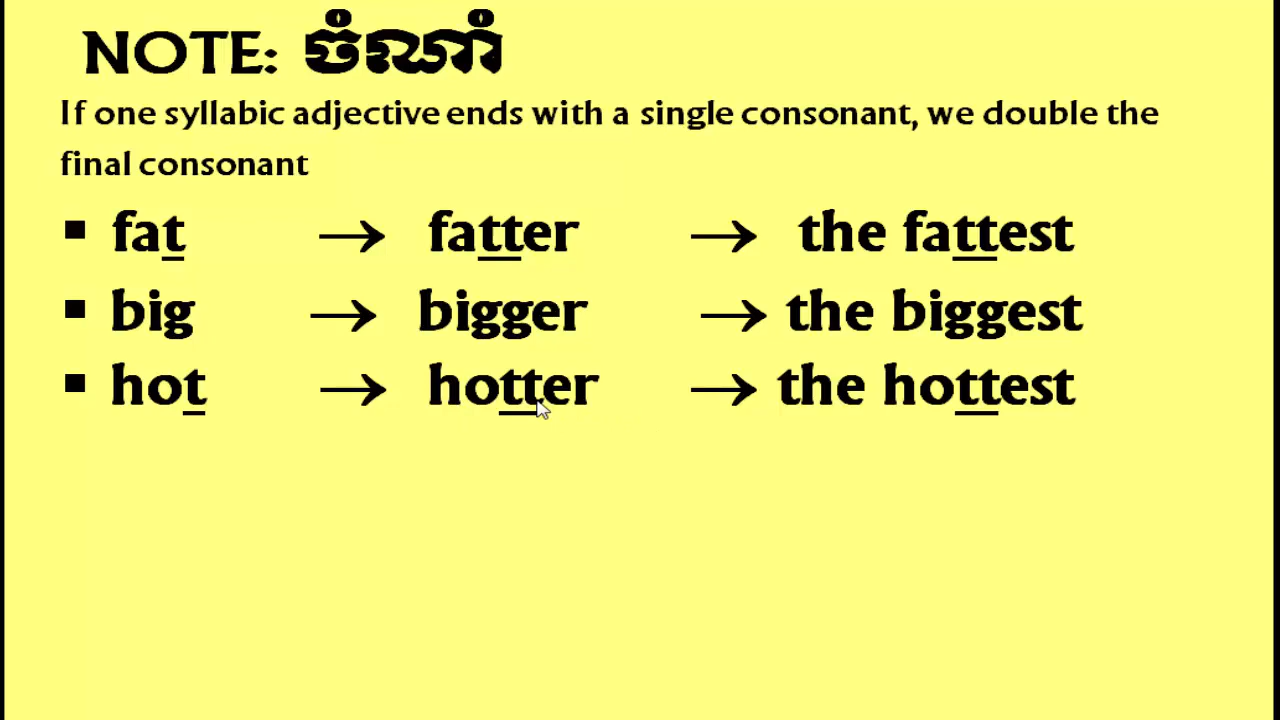 NOTE: ចំណាំ
If one syllabic adjective ends with a single consonant, we double the
final consonant
▪ fat → fatter → the fattest
▪ big → bigger → the biggest
▪ hot → hotter → the hottest